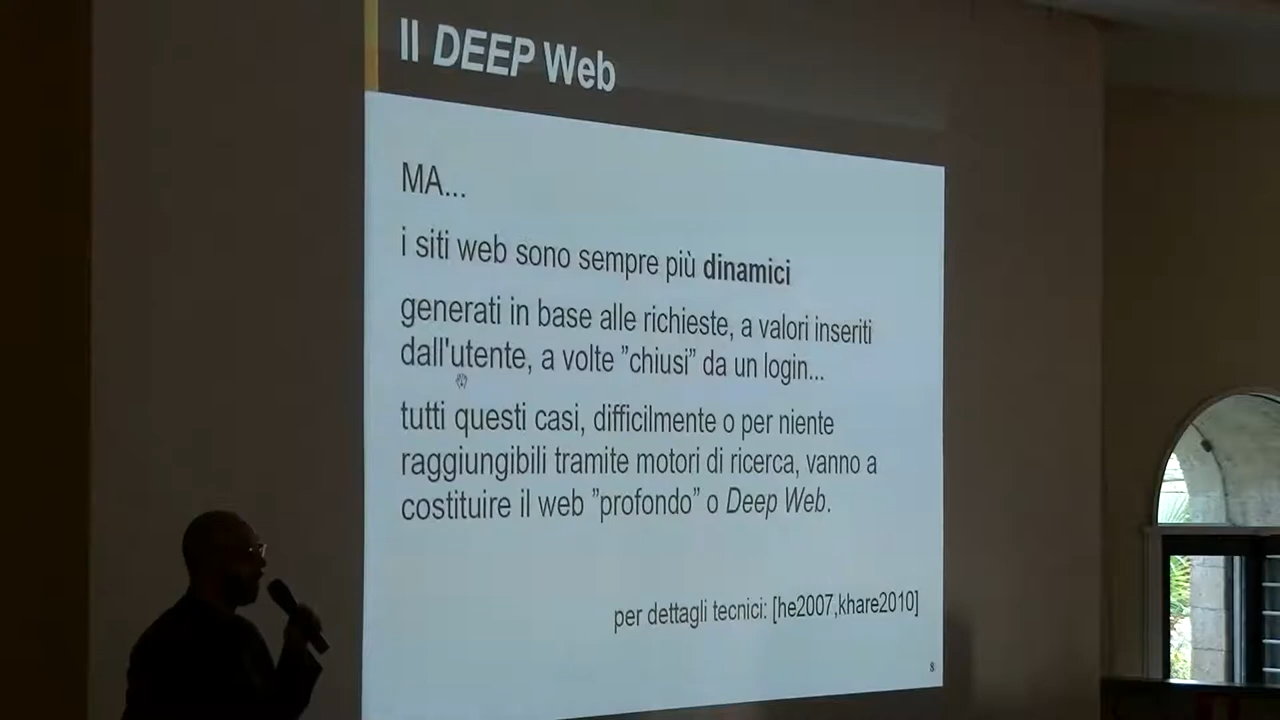 Il DEEP Web
MA...
i siti web sono sempre più dinamici
generati in base alle richieste, a valori inseriti
dall'utente, a volte ”chiusi” da un login...
tutti questi casi, difficilmente o per niente
raggiungibili tramite motori di ricerca, vanno a
costituire il web ”profondo” o Deep Web.
per dettagli tecnici: [he2007,khare2010]
8